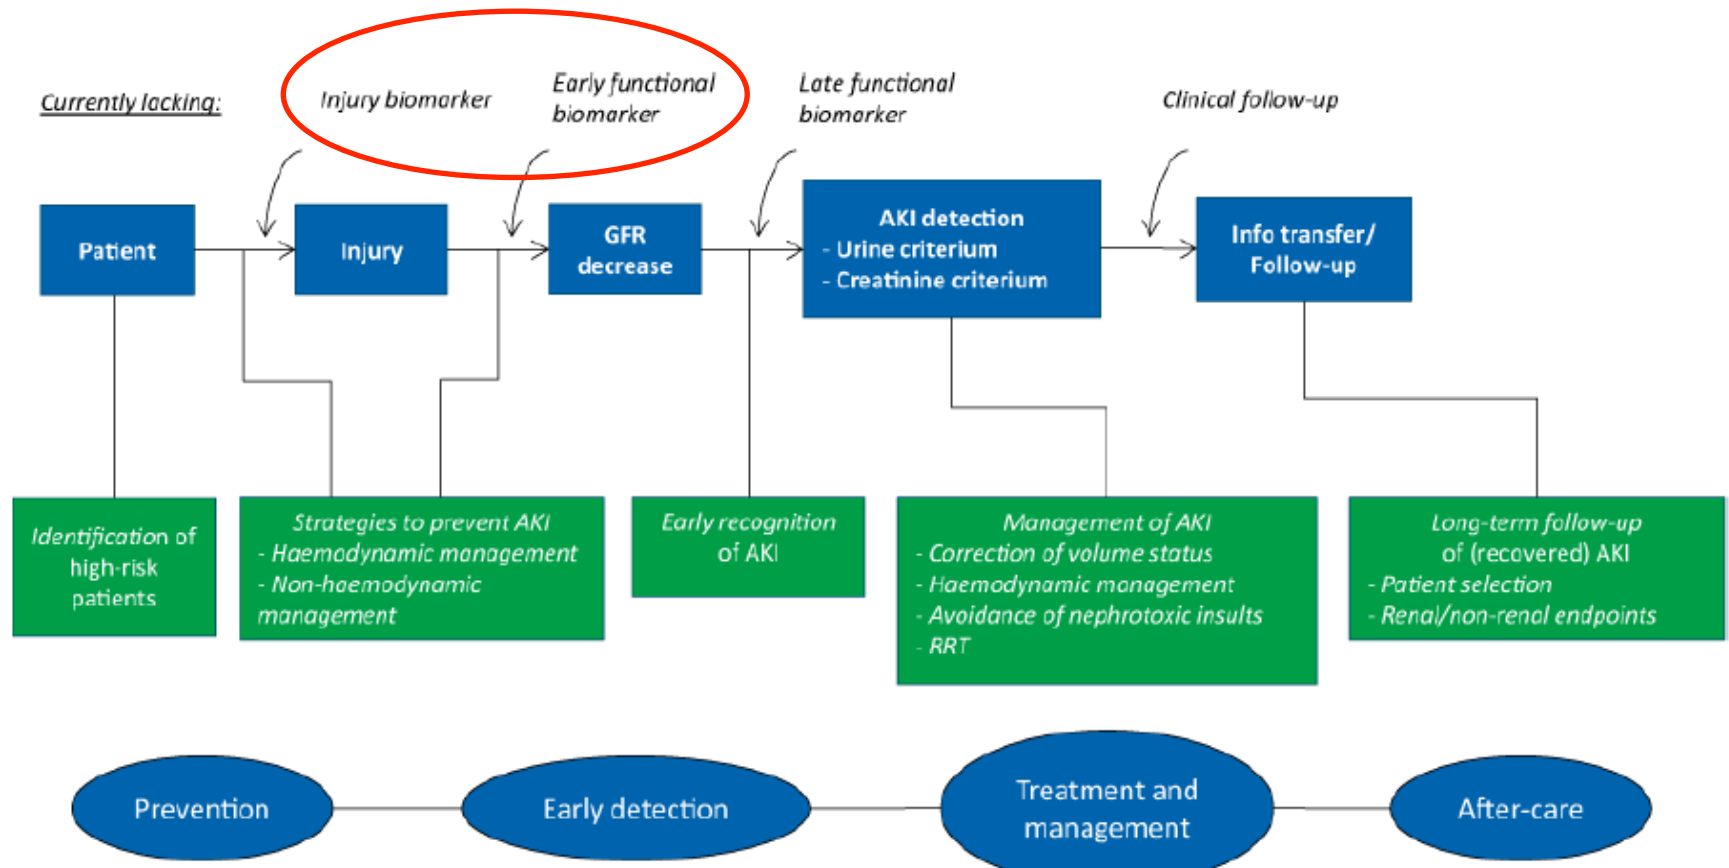 Currently lacking:
Injury biomarker
Early functional
biomarker
Late functional
biomarker
Clinical follow-up
Patient
Injury
GFR
decrease
AKI detection
- Urine criterium
- Creatinine criterium
Info transfer/
Follow-up
Identification of
high-risk
patients
Strategies to prevent AKI
- Haemodynamic management
- Non-haemodynamic
management
Early recognition
of AKI
Management of AKI
- Correction of volume status
- Haemodynamic management
- Avoidance of nephrotoxic insults
- RRT
Long-term follow-up
of (recovered) AKI
- Patient selection
- Renal/non-renal endpoints
Prevention
Early detection
Treatment and
management
After-care